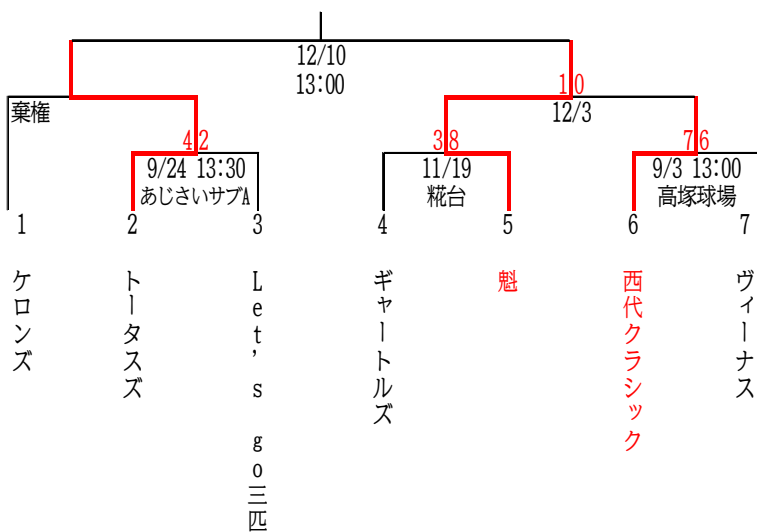 12/10
13:00
1 0
棄権
12/3
4 2
3 8
7 6
9/24 13:30
あじさいサブA
11/19
糀台
9/3 13:00
高塚球場
1
2
3
4
5
6
7
ケロンズ
トータスズ
Let's go三匹
ギャートルズ
魁
西代クラシック
ヴィーナス